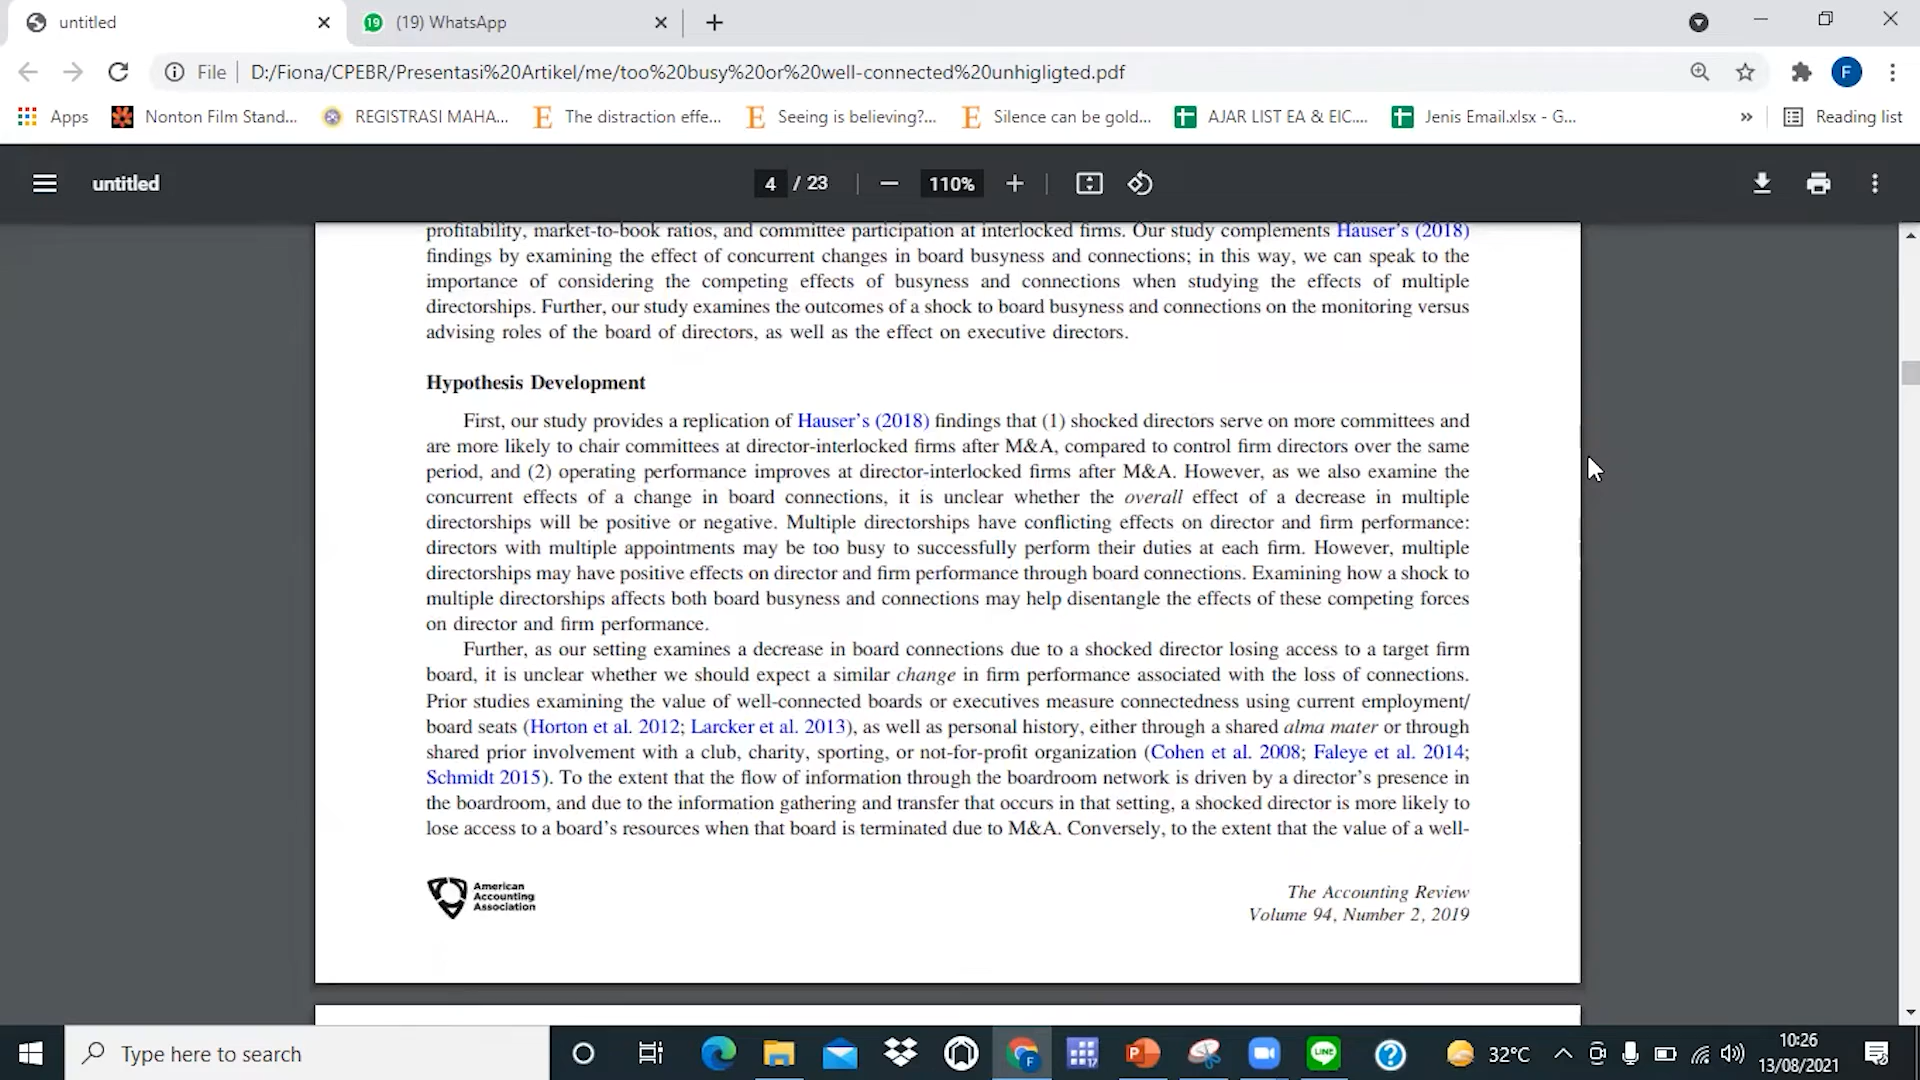 untitled
(19) WhatsApp
File
D:/Fiona/CPEBR/Presentasi%20Artikel/me/too%20busy%20or%20well-connected%20unhigligted.pdf
F
Apps
Nonton Film Stand...
REGISTRASI MAHA...
The distraction effe...
Seeing is believing?...
Silence can be gold...
AJAR LIST EA & EIC....
Jenis Email.xlsx - G...
»
Reading list
untitled
4 / 23
110%
profitability, market-to-book ratios, and committee participation at interlocked firms. Our study complements Hauser's (2018)
findings by examining the effect of concurrent changes in board busyness and connections; in this way, we can speak to the
importance of considering the competing effects of busyness and connections when studying the effects of multiple
directorships. Further, our study examines the outcomes of a shock to board busyness and connections on the monitoring versus
advising roles of the board of directors, as well as the effect on executive directors.
Hypothesis Development
First, our study provides a replication of Hauser's (2018) findings that (1) shocked directors serve on more committees and
are more likely to chair committees at director-interlocked firms after M&A, compared to control firm directors over the same
period, and (2) operating performance improves at director-interlocked firms after M&A. However, as we also examine the
concurrent effects of a change in board connections, it is unclear whether the overall effect of a decrease in multiple
directorships will be positive or negative. Multiple directorships have conflicting effects on director and firm performance:
directors with multiple appointments may be too busy to successfully perform their duties at each firm. However, multiple
directorships may have positive effects on director and firm performance through board connections. Examining how a shock to
multiple directorships affects both board busyness and connections may help disentangle the effects of these competing forces
on director and firm performance.
Further, as our setting examines a decrease in board connections due to a shocked director losing access to a target firm
board, it is unclear whether we should expect a similar change in firm performance associated with the loss of connections.
Prior studies examining the value of well-connected boards or executives measure connectedness using current employment/
board seats (Horton et al. 2012; Larcker et al. 2013), as well as personal history, either through a shared alma mater or through
shared prior involvement with a club, charity, sporting, or not-for-profit organization (Cohen et al. 2008; Faleye et al. 2014;
Schmidt 2015). To the extent that the flow of information through the boardroom network is driven by a director's presence in
the boardroom, and due to the information gathering and transfer that occurs in that setting, a shocked director is more likely to
lose access to a board's resources when that board is terminated due to M&A. Conversely, to the extent that the value of a well-
American
Accounting
Association
The Accounting Review
Volume 94, Number 2, 2019
Type here to search
32°C
10:26
13/08/2021